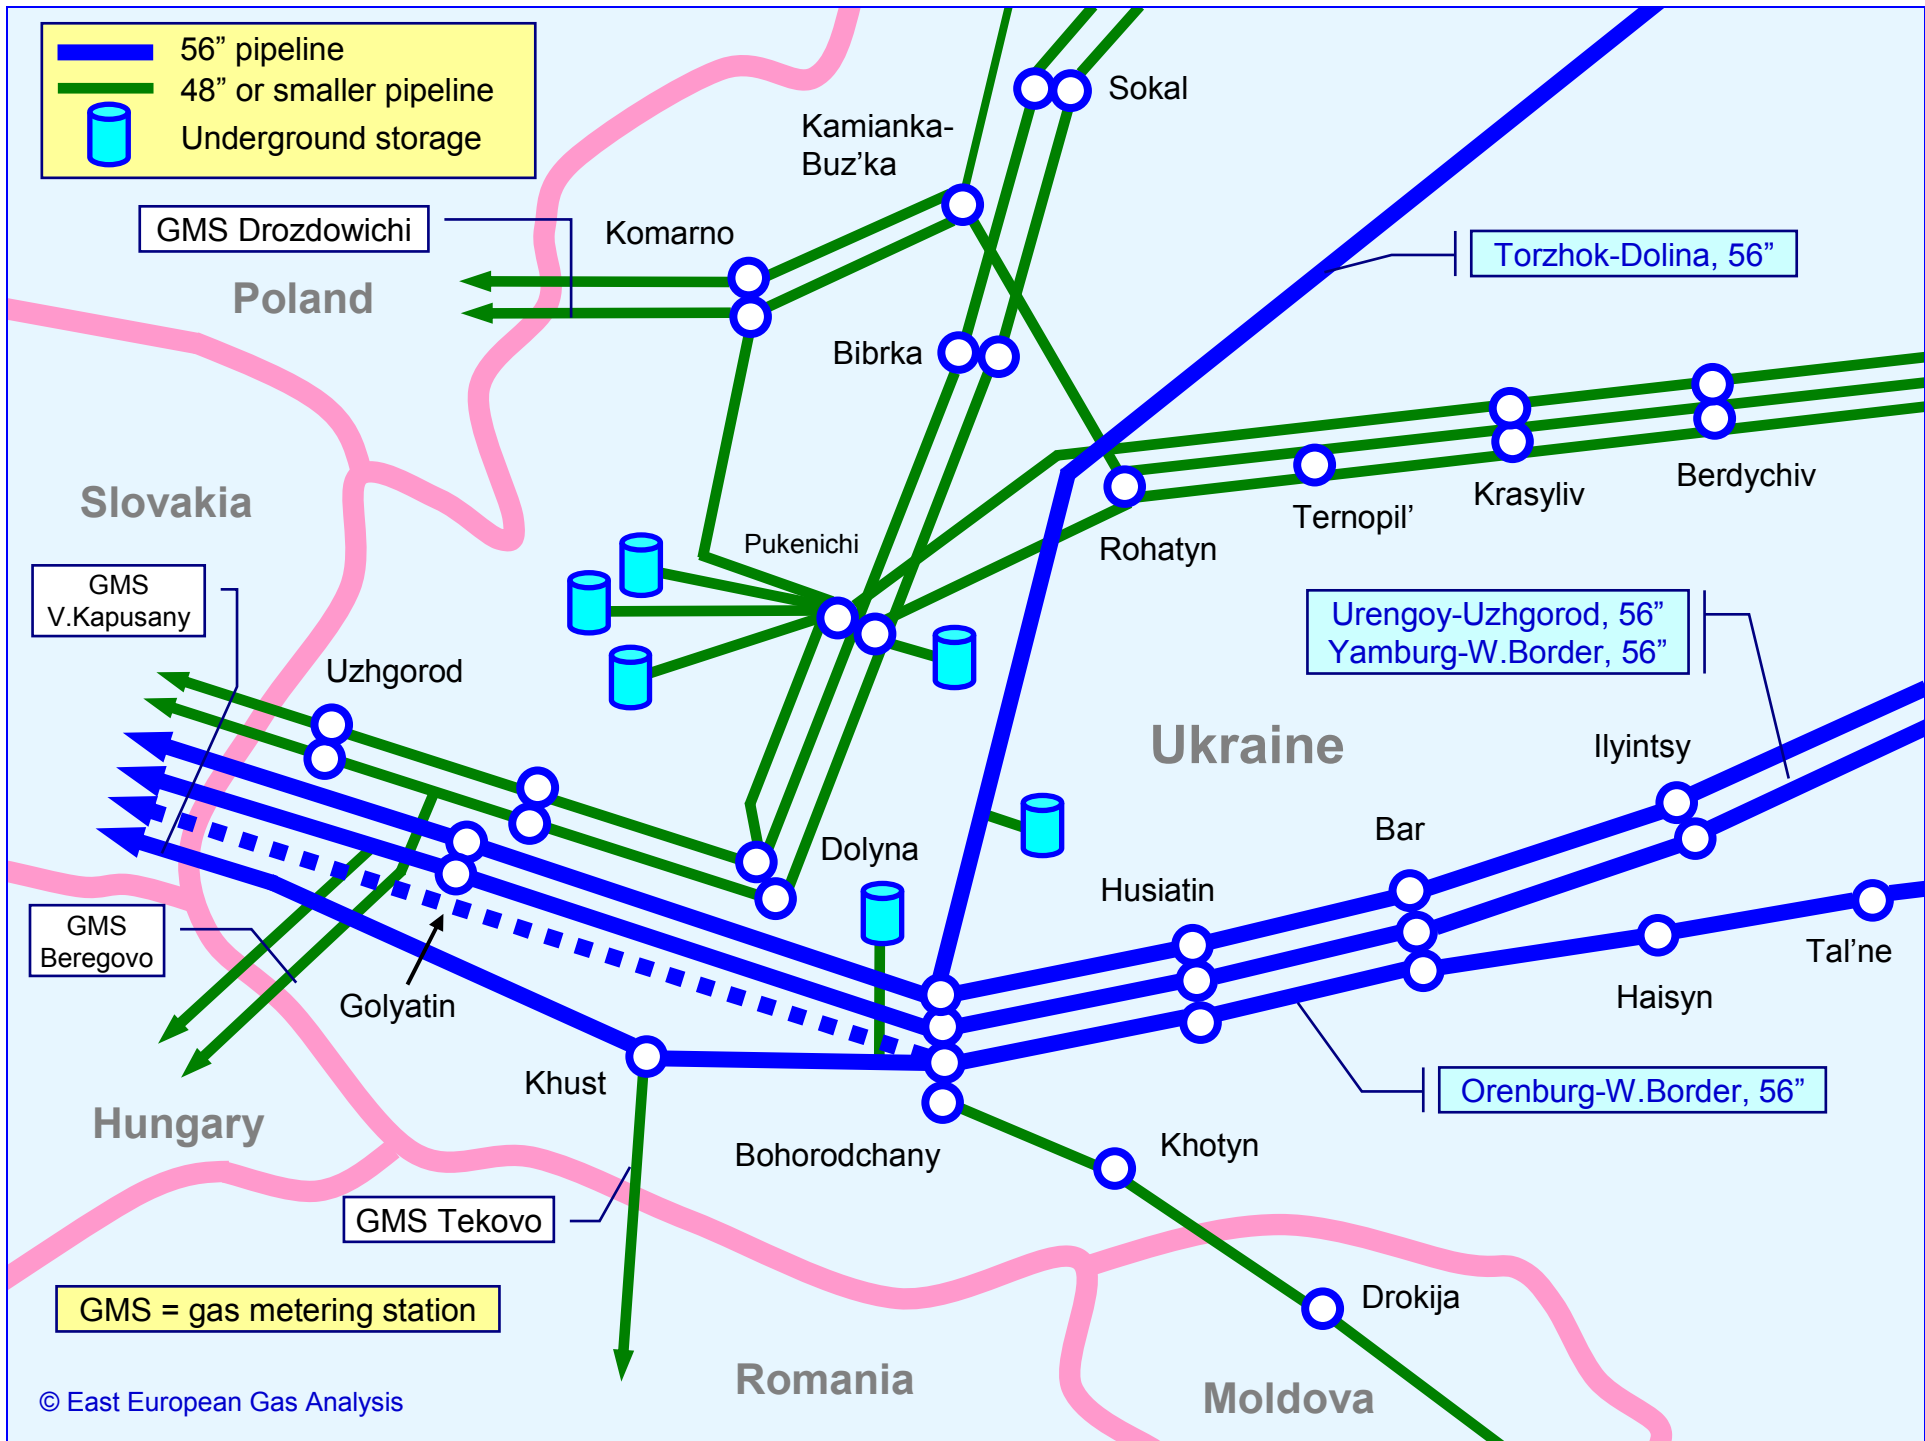 56” pipeline
48” or smaller pipeline
Underground storage
Sokal
Kamianka-
Buz’ka
GMS Drozdowichi
Komarno
Torzhok-Dolina, 56”
Poland
Bibrka
Slovakia
Berdychiv
Krasyliv
Ternopil’
Rohatyn
Pukenichi
GMS
V.Kapusany
Urengoy-Uzhgorod, 56”
Yamburg-W.Border, 56”
Uzhgorod
Ukraine
Ilyintsy
Bar
Dolyna
Husiatin
GMS
Beregovo
Tal’ne
Golyatin
Haisyn
Khust
Orenburg-W.Border, 56”
Hungary
Bohorodchany
Khotyn
GMS Tekovo
GMS = gas metering station
Drokija
Romania
Moldova
© East European Gas Analysis